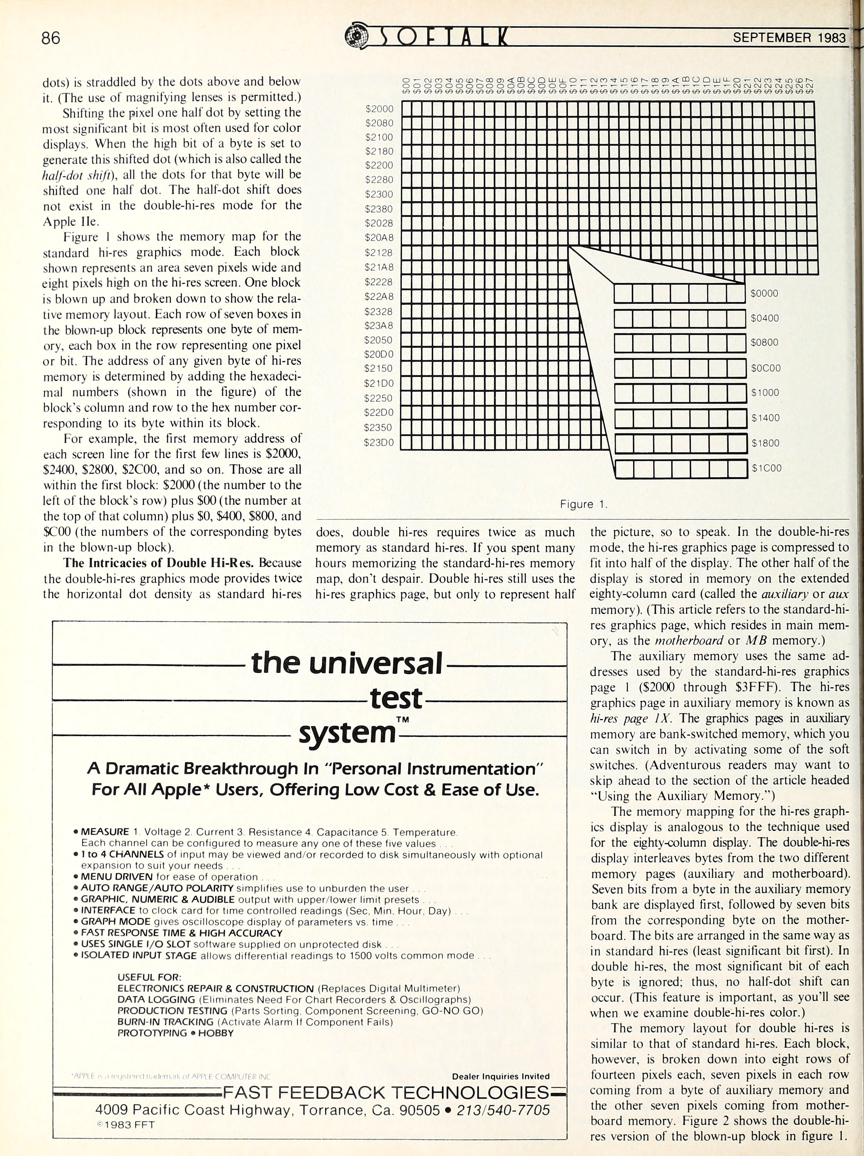 86
SOFTALK
SEPTEMBER 1983
dots) is straddled by the dots above and below
it. (The use of magnifying lenses is permitted.)
Shifting the pixel one half dot by setting the
most significant bit is most often used for color
displays. When the high bit of a byte is set to
generate this shifted dot (which is also called the
half-dot shift), all the dots for that byte will be
shifted one half dot. The half-dot shift does
not exist in the double-hi-res mode for the
Apple IIe.
Figure 1 shows the memory map for the
standard hi-res graphics mode. Each block
shown represents an area seven pixels wide and
eight pixels high on the hi-res screen. One block
is blown up and broken down to show the rela-
tive memory layout. Each row of seven boxes in
the blown-up block represents one byte of mem-
ory, each box in the row representing one pixel
or bit. The address of any given byte of hi-res
memory is determined by adding the hexadeci-
mal numbers (shown in the figure) of the
block's column and row to the hex number cor-
responding to its byte within its block.
For example, the first memory address of
each screen line for the first few lines is $2000,
$2400, $2800, $2C00, and so on. Those are all
within the first block: $2000 (the number to the
left of the block's row) plus $00 (the number at
the top of that column) plus $0, $400, $800, and
$C00 (the numbers of the corresponding bytes
in the blown-up block).
The Intricacies of Double Hi-Res. Because
the double-hi-res graphics mode provides twice
the horizontal dot density as standard hi-res
$00 $01 $02 $03 $04 $05 $06 $07 $08 $09 $0A $0B $0C $0D $0E $0F $10 $11 $12 $13 $14 $15 $16 $17 $18 $19 $1A $1B $1C $1D $1E $1F $20 $21 $22 $23 $24 $25 $26 $27
$2000
$2080
$2100
$2180
$2200
$2280
$2300
$2380
$2028
$20A8
$2128
$21A8
$2228
$22A8
$2328
$23A8
$2050
$20D0
$2150
$21D0
$2250
$22D0
$2350
$23D0
$0000
$0400
$0800
$0C00
$1000
$1400
$1800
$1C00
Figure 1.
does, double hi-res requires twice as much
memory as standard hi-res. If you spent many
hours memorizing the standard-hi-res memory
map, don't despair. Double hi-res still uses the
hi-res graphics page, but only to represent half
the picture, so to speak. In the double-hi-res
mode, the hi-res graphics page is compressed to
fit into half of the display. The other half of the
display is stored in memory on the extended
eighty-column card (called the auxiliary or aux
memory). (This article refers to the standard-hi-
res graphics page, which resides in main mem-
ory, as the motherboard or MB memory.)
The auxiliary memory uses the same ad-
dresses used by the standard-hi-res graphics
page 1 ($2000 through $3FFF). The hi-res
graphics page in auxiliary memory is known as
hi-res page 1X. The graphics pages in auxiliary
memory are bank-switched memory, which you
can switch in by activating some of the soft
switches. (Adventurous readers may want to
skip ahead to the section of the article headed
"Using the Auxiliary Memory.")
The memory mapping for the hi-res graph-
ics display is analogous to the technique used
for the eighty-column display. The double-hi-res
display interleaves bytes from the two different
memory pages (auxiliary and motherboard).
Seven bits from a byte in the auxiliary memory
bank are displayed first, followed by seven bits
from the corresponding byte on the mother-
board. The bits are arranged in the same way as
in standard hi-res (least significant bit first). In
double hi-res, the most significant bit of each
byte is ignored; thus, no half-dot shift can
occur. (This feature is important, as you'll see
when we examine double-hi-res color.)
The memory layout for double hi-res is
similar to that of standard hi-res. Each block,
however, is broken down into eight rows of
fourteen pixels each, seven pixels in each row
coming from a byte of auxiliary memory and
the other seven pixels coming from mother-
board memory. Figure 2 shows the double-hi-
res version of the blown-up block in figure 1.
the universal
test
system™
A Dramatic Breakthrough In "Personal Instrumentation"
For All Apple* Users, Offering Low Cost & Ease of Use.
• MEASURE 1. Voltage 2. Current 3. Resistance 4. Capacitance 5. Temperature.
Each channel can be configured to measure any one of these five values . . .
• 1 to 4 CHANNELS of input may be viewed and/or recorded to disk simultaneously with optional
expansion to suit your needs . . .
• MENU DRIVEN for ease of operation . . .
• AUTO RANGE/AUTO POLARITY simplifies use to unburden the user . . .
• GRAPHIC, NUMERIC & AUDIBLE output with upper/lower limit presets . . .
• INTERFACE to clock card for time controlled readings (Sec, Min, Hour, Day) . . .
• GRAPH MODE gives oscilloscope display of parameters vs. time . . .
• FAST RESPONSE TIME & HIGH ACCURACY
• USES SINGLE I/O SLOT software supplied on unprotected disk . . .
• ISOLATED INPUT STAGE allows differential readings to 1500 volts common mode . . .
USEFUL FOR:
ELECTRONICS REPAIR & CONSTRUCTION (Replaces Digital Multimeter)
DATA LOGGING (Eliminates Need For Chart Recorders & Oscillographs)
PRODUCTION TESTING (Parts Sorting, Component Screening, GO-NO GO)
BURN-IN TRACKING (Activate Alarm If Component Fails)
PROTOTYPING • HOBBY
*APPLE is a registered trademark of APPLE COMPUTER INC
Dealer Inquiries Invited
FAST FEEDBACK TECHNOLOGIES
4009 Pacific Coast Highway, Torrance, Ca. 90505 • 213/540-7705
©1983 FFT